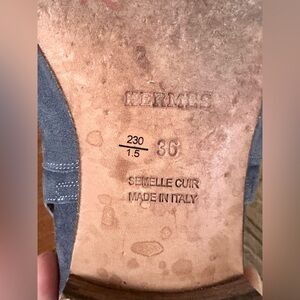 HERMES
230
1.5
36
SEMELLE CUIR
MADE IN ITALY